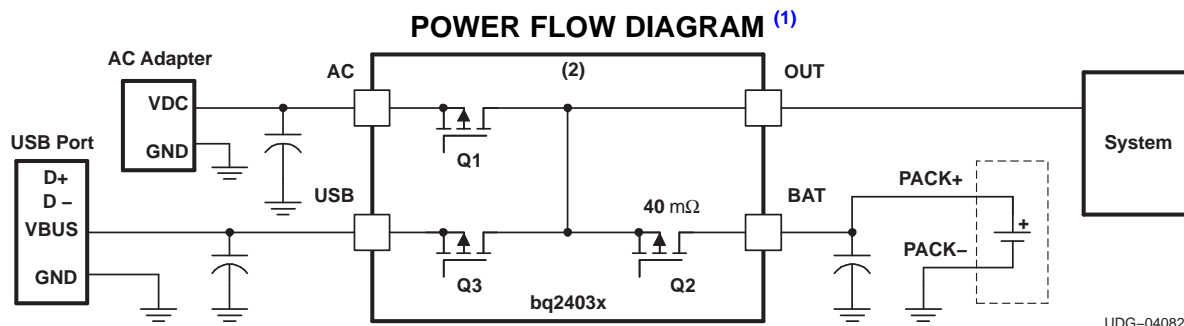 POWER FLOW DIAGRAM (1)
AC Adapter
AC
(2)
OUT
VDC
GND
Q1
System
USB Port
D+
D –
VBUS
GND
USB
40 mΩ
BAT
PACK+
+
PACK–
Q3
Q2
bq2403x
UDG–04082